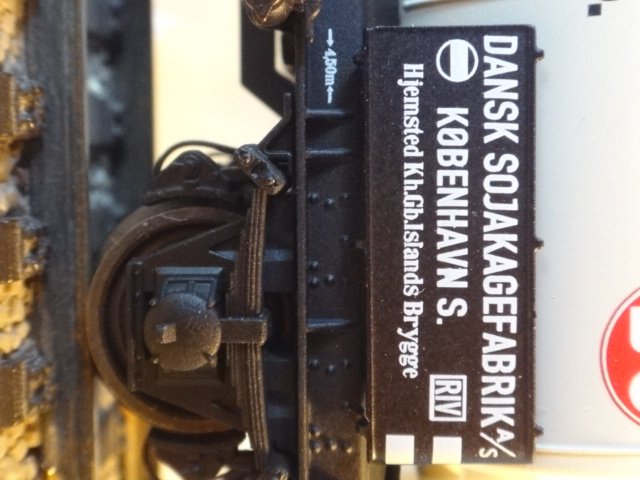 DANSK SOJAKAGEFABRIK A/S
KØBENHAVN S.
Hjemsted Kh.Gb.Islands Brygge
RIV
→4,50m←